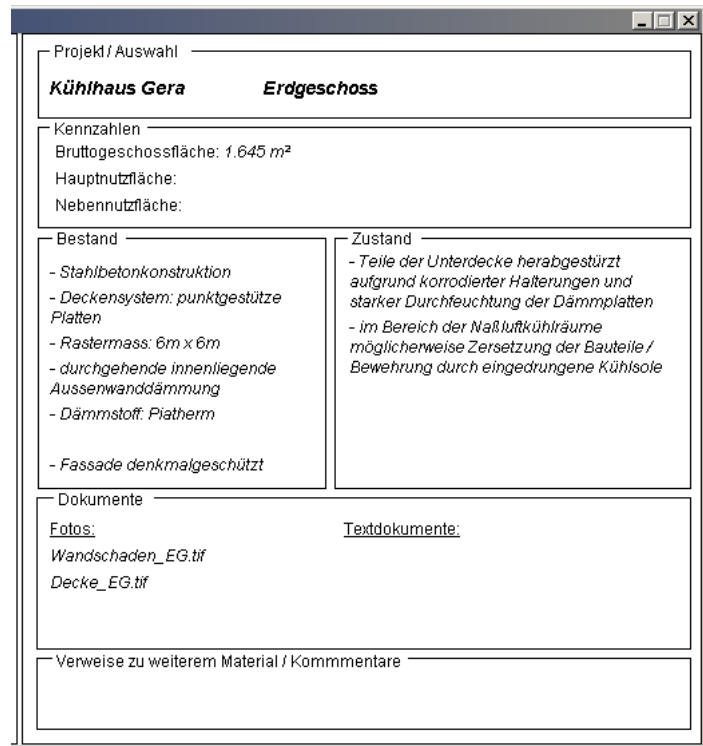 Projekt / Auswahl
Kühlhaus Gera Erdgeschoss
Kennzahlen
Bruttogeschossfläche: 1.645 m²
Hauptnutzfläche:
Nebennutzfläche:
Bestand
- Stahlbetonkonstruktion
- Deckensystem: punktgestütze
Platten
- Rastermass: 6m x 6m
- durchgehende innenliegende
Aussenwanddämmung
- Dämmstoff: Piatherm
- Fassade denkmalgeschützt
Zustand
- Teile der Unterdecke herabgestürzt
aufgrund korrodierter Halterungen und
starker Durchfeuchtung der Dämmplatten
- im Bereich der Naßluftkühlräume
möglicherweise Zersetzung der Bauteile /
Bewehrung durch eingedrungene Kühlsole
Dokumente
Fotos:
Wandschaden_EG.tif
Decke_EG.tif
Textdokumente:
Verweise zu weiterem Material / Kommmentare